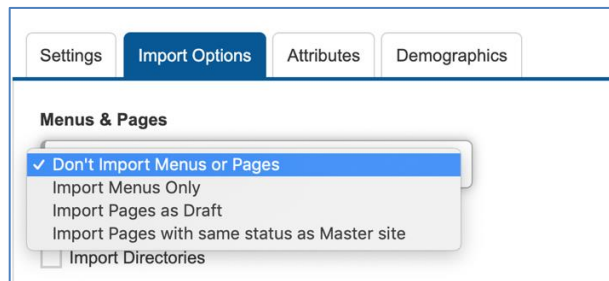 Settings Import Options Attributes Demographics
Menus & Pages
Don't Import Menus or Pages
Import Menus Only
Import Pages as Draft
Import Pages with same status as Master site
Import Directories